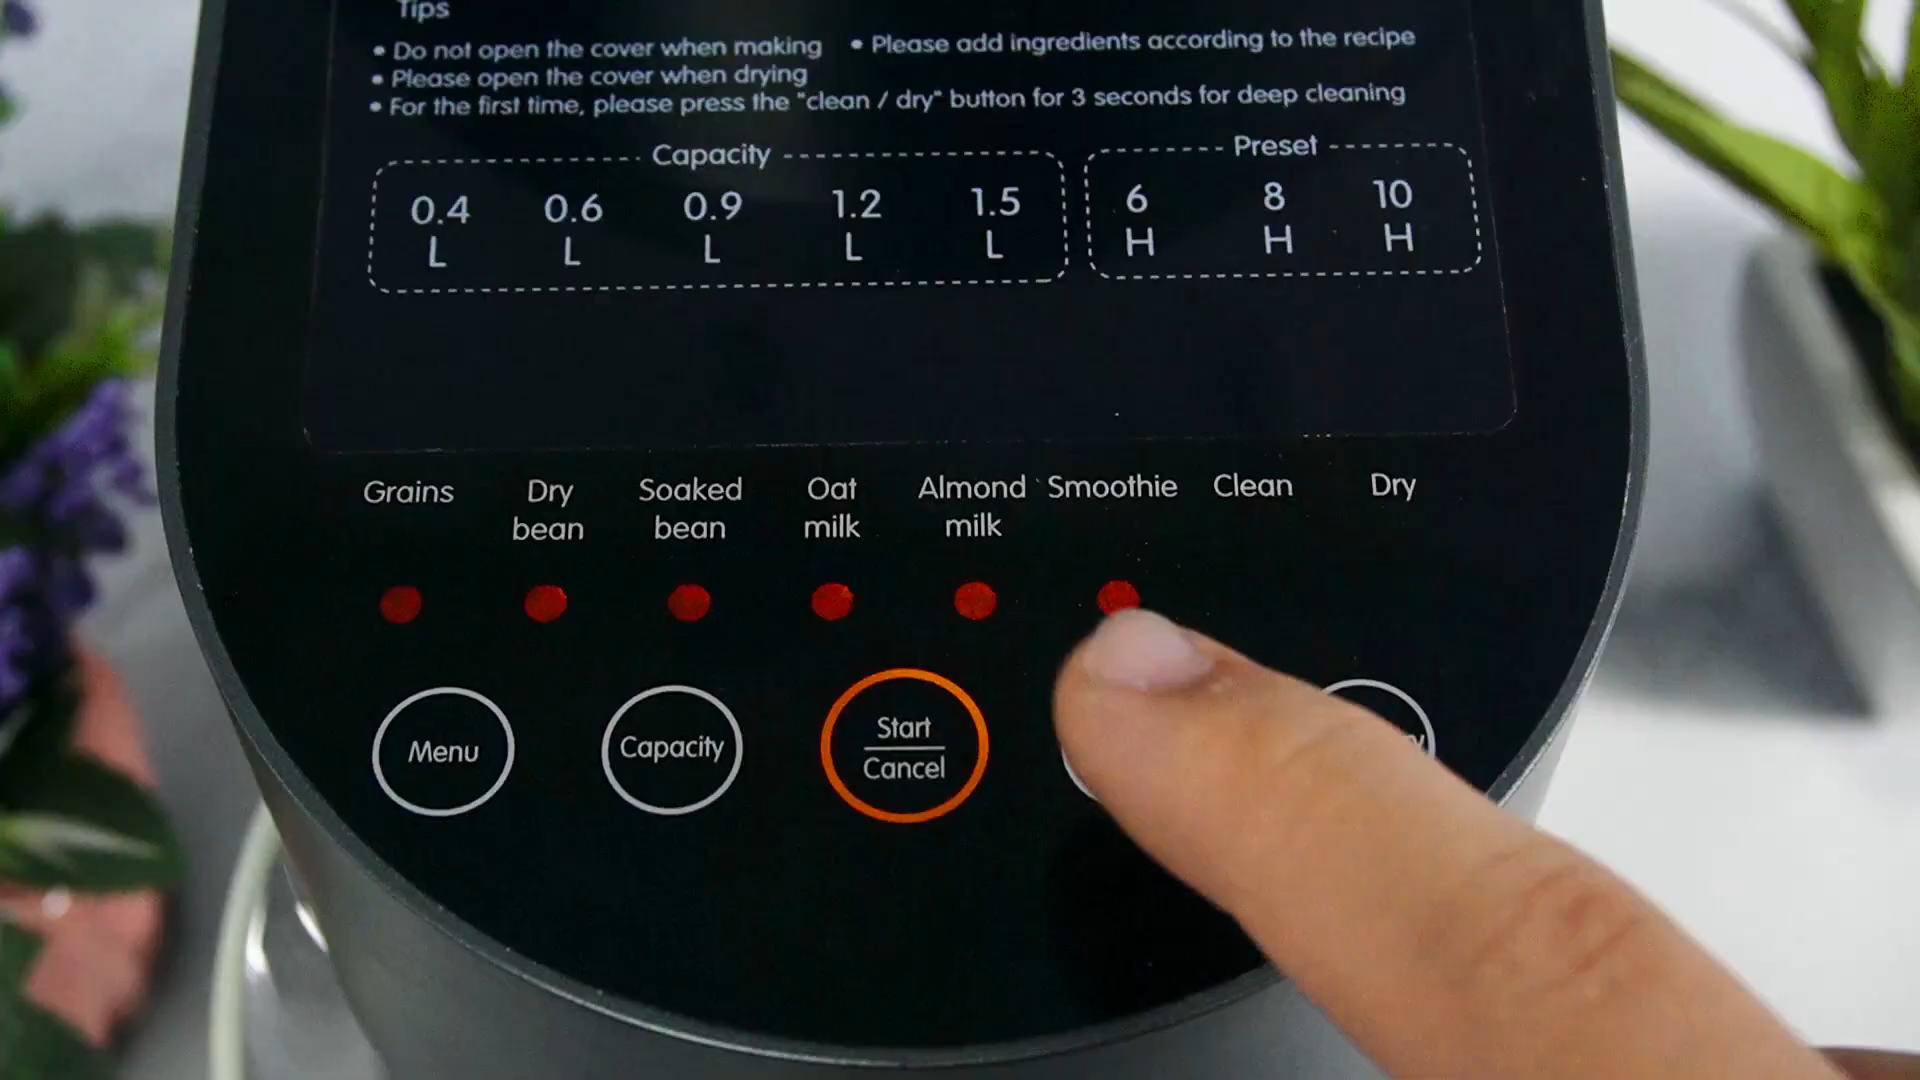 Tips
• Do not open the cover when making • Please add ingredients according to the recipe
• Please open the cover when drying
• For the first time, please press the "clean / dry" button for 3 seconds for deep cleaning
Capacity Preset
0.4 0.6 0.9 1.2 1.5 6 8 10
L L L L L H H H
Grains Dry bean Soaked bean Oat milk Almond milk Smoothie Clean Dry
Menu Capacity Start Cancel